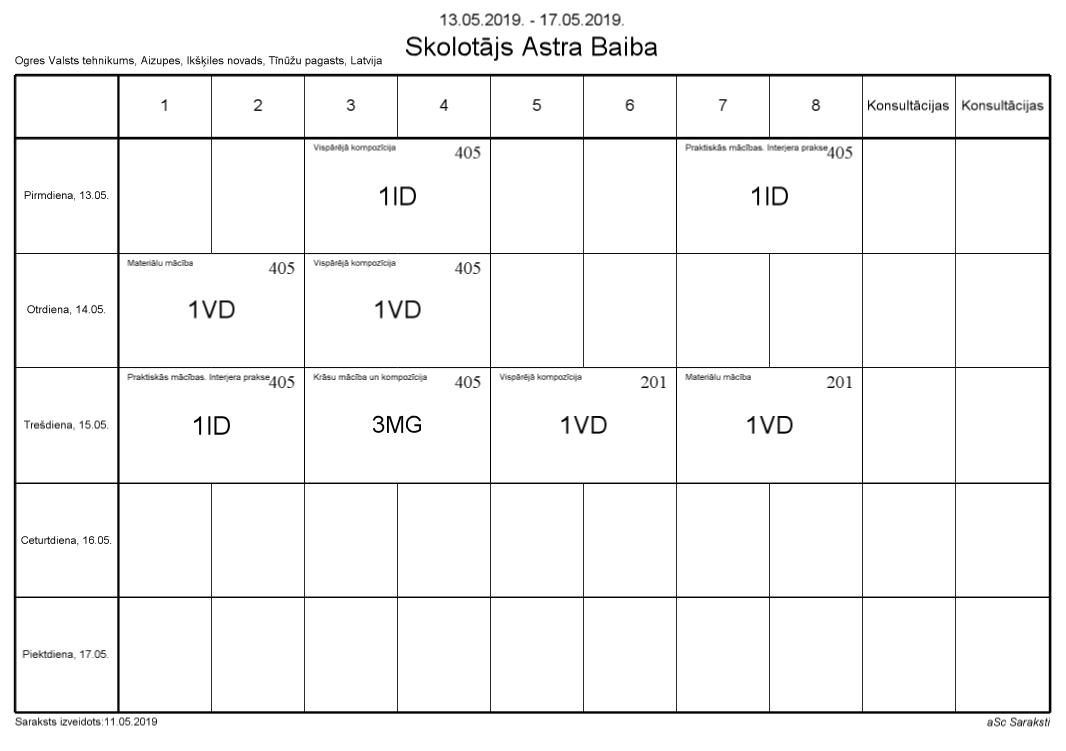 13.05.2019. - 17.05.2019.
Skolotājs Astra Baiba
Ogres Valsts tehnikums, Aizupes, Ikšķiles novads, Tīnūžu pagasts, Latvija
1 2 3 4 5 6 7 8 Konsultācijas Konsultācijas
Pirmdiena, 13.05.
Vispārējā kompozīcija 405
1ID
Praktiskās mācības. Interjera prakse 405
1ID
Otrdiena, 14.05.
Materiālu mācība 405
1VD
Vispārējā kompozīcija 405
1VD
Trešdiena, 15.05.
Praktiskās mācības. Interjera prakse 405
1ID
Krāsu mācība un kompozīcija 405
3MG
Vispārējā kompozīcija 201
1VD
Materiālu mācība 201
1VD
Ceturtdiena, 16.05.
Piektdiena, 17.05.
Saraksts izveidots:11.05.2019
aSc Saraksti